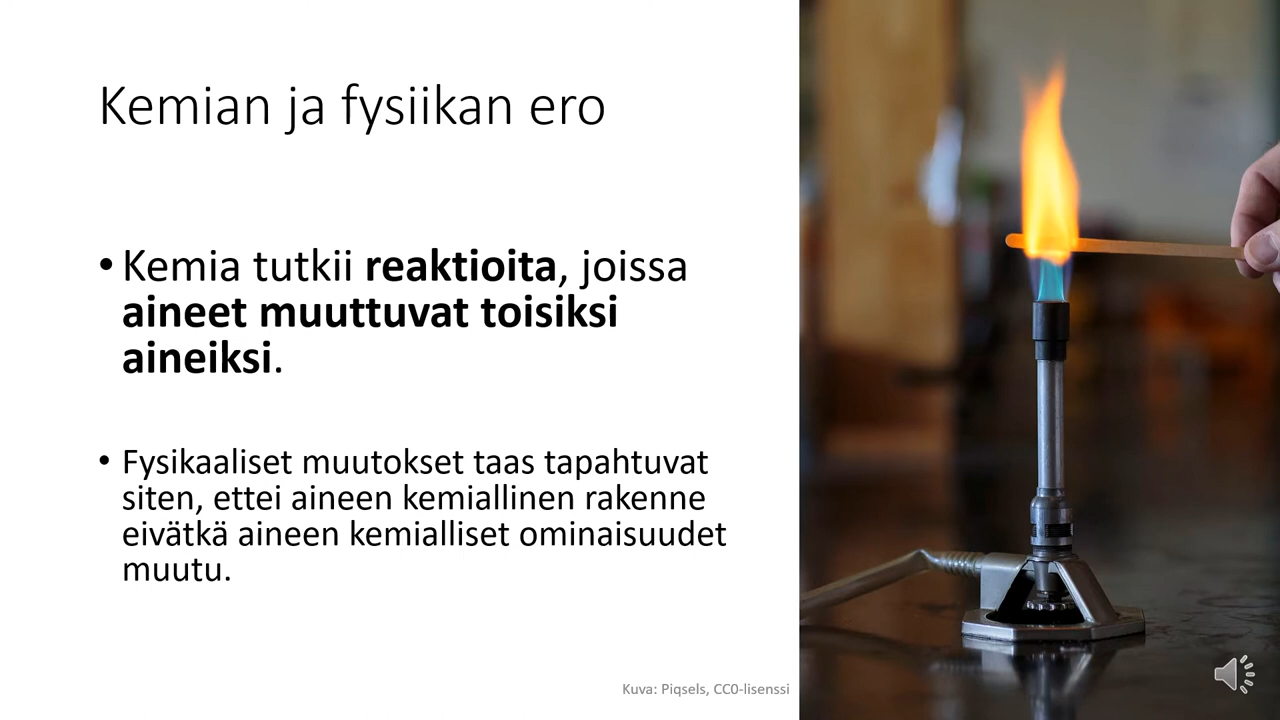 Kemian ja fysiikan ero
• Kemia tutkii reaktioita, joissa
aineet muuttuvat toisiksi
aineiksi.
• Fysikaaliset muutokset taas tapahtuvat
siten, ettei aineen kemiallinen rakenne
eivätkä aineen kemialliset ominaisuudet
muutu.
Kuva: Piqsels, CC0-lisenssi